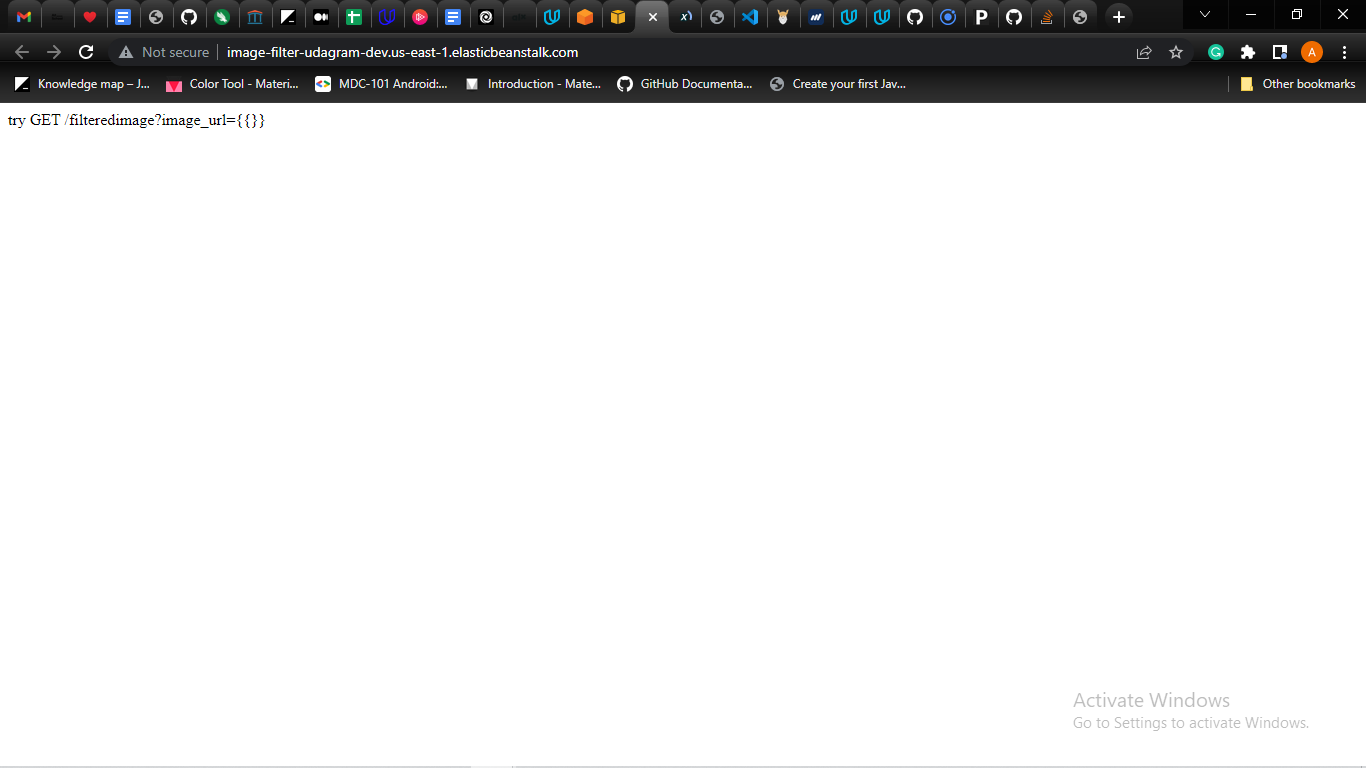 Not secure
image-filter-udagram-dev.us-east-1.elasticbeanstalk.com
A
Knowledge map – J...
Color Tool - Materi...
MDC-101 Android:...
Introduction - Mate...
GitHub Documenta...
Create your first Jav...
Other bookmarks
try GET /filteredimage?image_url={{}}
Activate Windows
Go to Settings to activate Windows.